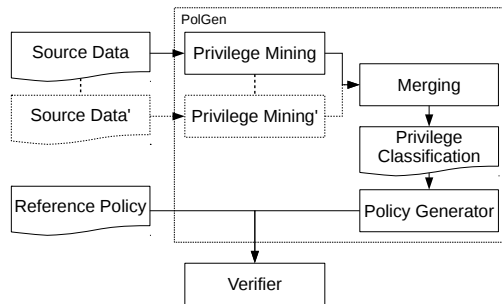 PolGen
Source Data
Privilege Mining
Merging
Source Data'
Privilege Mining'
Privilege
Classification
Reference Policy
Policy Generator
Verifier